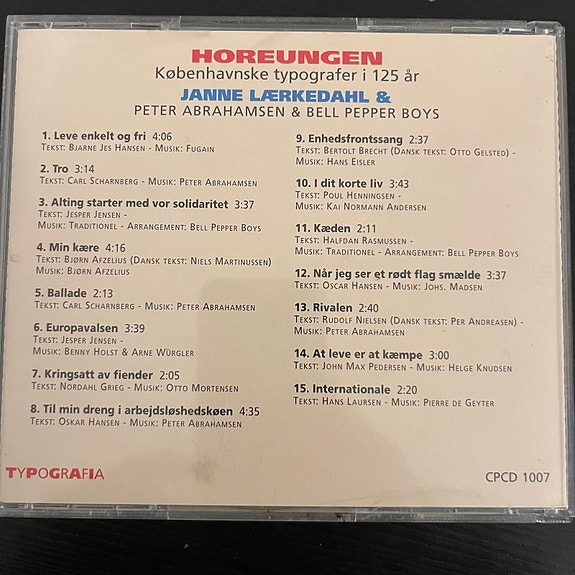 HOREUNGEN
Københavnske typografer i 125 år
JANNE LÆRKEDAHL &
PETER ABRAHAMSEN & BELL PEPPER BOYS
1. Leve enkelt og fri 4:06
TEKST: BJARNE JES HANSEN - MUSIK: FUGAIN
2. Tro 3:14
TEKST: CARL SCHARNBERG - MUSIK: PETER ABRAHAMSEN
3. Alting starter med vor solidaritet 3:37
TEKST: JESPER JENSEN -
MUSIK: TRADITIONEL - ARRANGEMENT: BELL PEPPER BOYS
4. Min kære 4:16
TEKST: BJØRN AFZELIUS (DANSK TEKST: NIELS MARTINUSSEN)
MUSIK: BJØRN AFZELIUS
5. Ballade 2:13
TEKST: CARL SCHARNBERG - MUSIK: PETER ABRAHAMSEN
6. Europavalsen 3:39
TEKST: JESPER JENSEN -
MUSIK: BENNY HOLST & ARNE WÜRGLER
7. Kringsatt av fiender 2:05
TEKST: NORDAHL GRIEG - MUSIK: OTTO MORTENSEN
8. Til min dreng i arbejdsløshedskøen 4:35
TEKST: OSKAR HANSEN - MUSIK: PETER ABRAHAMSEN
9. Enhedsfrontssang 2:37
TEKST: BERTOLT BRECHT (DANSK TEKST: OTTO GELSTED) -
MUSIK: HANS EISLER
10. I dit korte liv 3:43
TEKST: POUL HENNINGSEN -
MUSIK: KAI NORMANN ANDERSEN
11. Kæden 2:11
TEKST: HALFDAN RASMUSSEN -
MUSIK: TRADITIONEL - ARRANGEMENT: BELL PEPPER BOYS
12. Når jeg ser et rødt flag smælde 3:37
TEKST: OSCAR HANSEN - MUSIK: JOHS. MADSEN
13. Rivalen 2:40
TEKST: RUDOLF NIELSEN (DANSK TEKST: PER ANDREASEN) -
MUSIK: PETER ABRAHAMSEN
14. At leve er at kæmpe 3:00
TEKST: JOHN MAX PEDERSEN - MUSIK: HELGE KNUDSEN
15. Internationale 2:20
TEKST: HANS LAURSEN - MUSIK: PIERRE DE GEYTER
TYPOGRAFIA
CPCD 1007